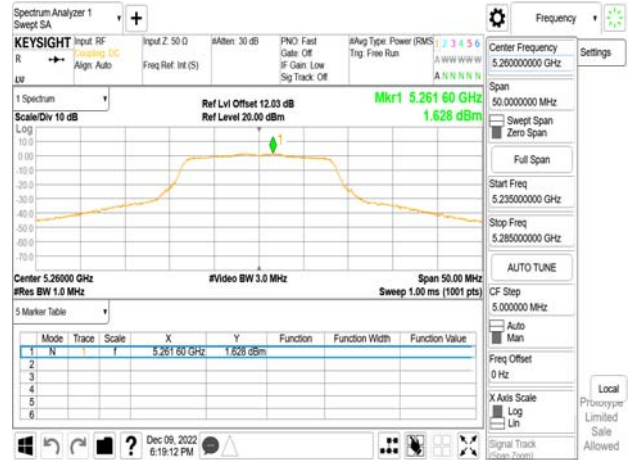 Spectrum Analyzer 1
Swept SA
Frequency
KEYSIGHT Input: RF Input Z: 50 Ω #Atten: 30 dB PNO: Fast #Avg Type: Power (RMS 1 2 3 4 5 6
R Coupling: DC Gate: Off Trig: Free Run A W W W W W
Align: Auto Freq Ref: Int (S) IF Gain: Low
LU Sig Track: Off A N N N N N
Center Frequency
5.260000000 GHz
Settings
Span
50.0000000 MHz
Swept Span
Zero Span
Full Span
Start Freq
5.235000000 GHz
Stop Freq
5.285000000 GHz
AUTO TUNE
CF Step
5.000000 MHz
Auto
Man
Freq Offset
0 Hz
X Axis Scale
Log
Lin
Signal Track
(Span Zoom)
Local
Prototype
Limited
Sale
Allowed
1 Spectrum
Ref Lvl Offset 12.03 dB
Mkr1 5.261 60 GHz
Scale/Div 10 dB
Ref Level 20.00 dBm
1.628 dBm
Log
10.0
0.00
-10.0
-20.0
-30.0
-40.0
-50.0
-60.0
-70.0
1
Center 5.26000 GHz #Video BW 3.0 MHz Span 50.00 MHz
#Res BW 1.0 MHz Sweep 1.00 ms (1001 pts)
5 Marker Table
Mode Trace Scale X Y Function Function Width Function Value
1 N 1 f 5.261 60 GHz 1.628 dBm
2
3
4
5
6
Dec 09, 2022
6:19:12 PM